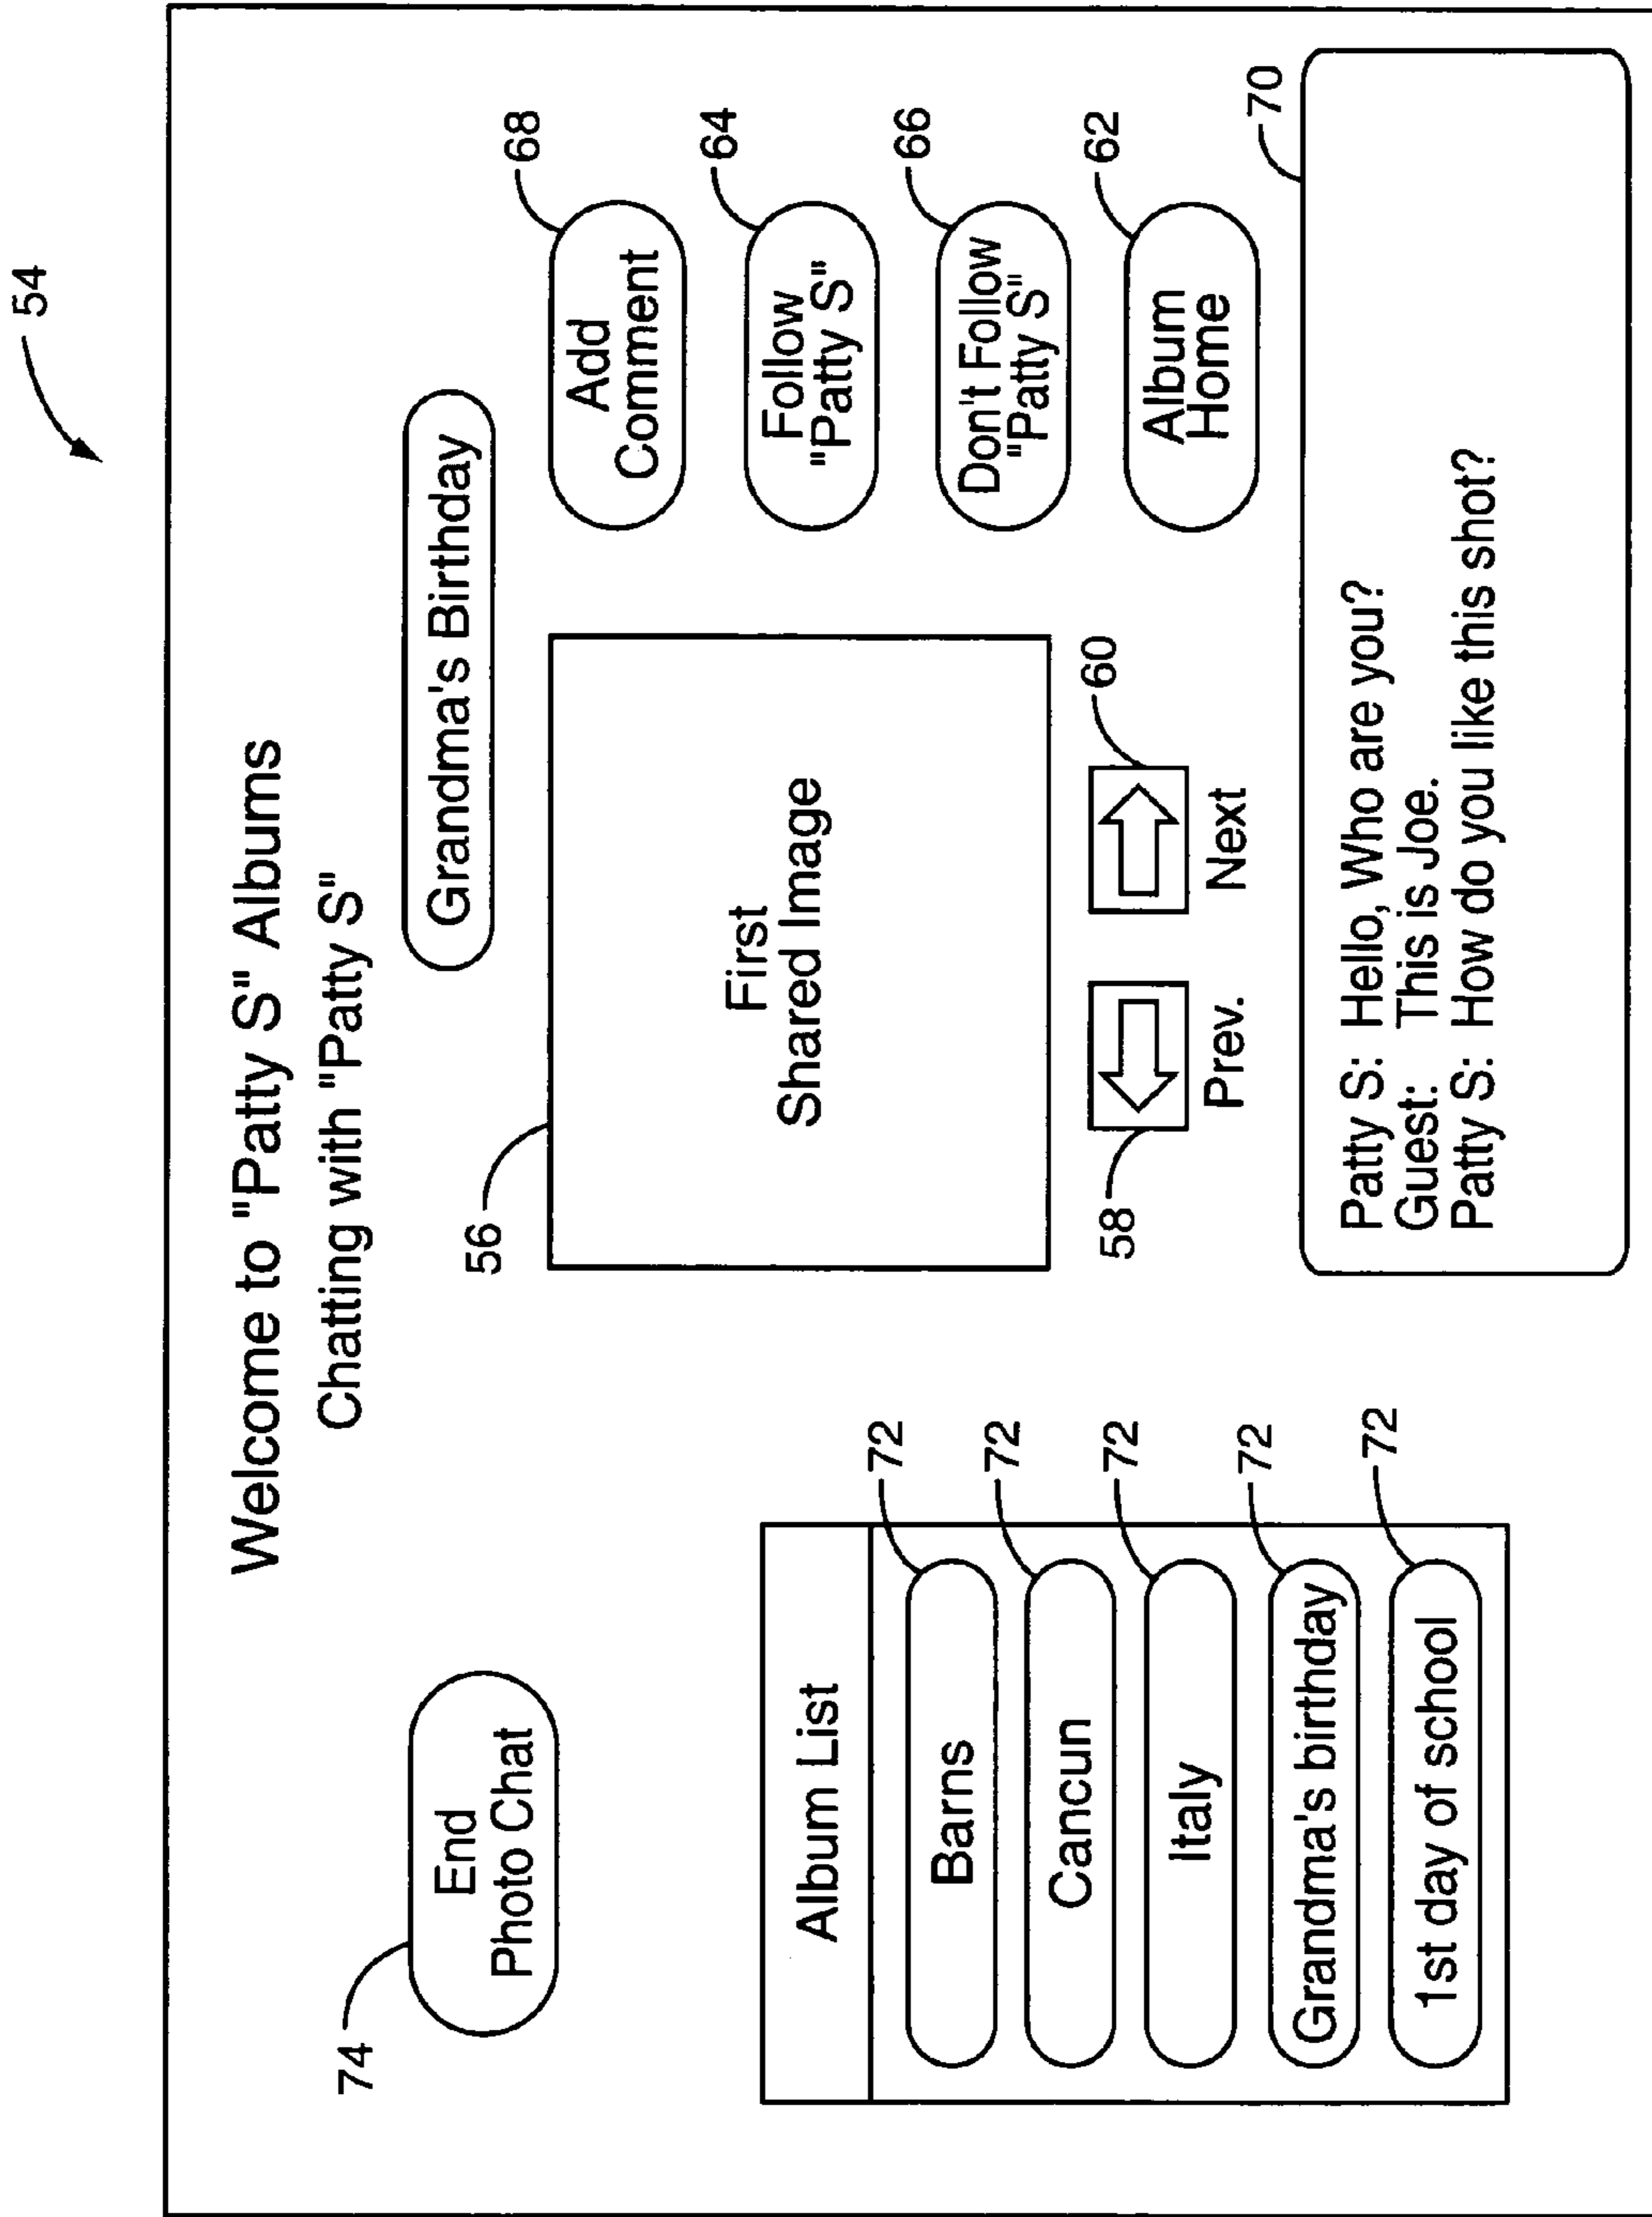 54
Welcome to "Patty S" Albums
Chatting with "Patty S"
74
End
Photo Chat
Grandma's Birthday
56
First
Shared Image
68
Add
Comment
64
Follow
"Patty S"
66
Don't Follow
"Patty S"
62
Album
Home
Album List
72
Barns
72
Cancun
72
Italy
72
Grandma's birthday
72
1st day of school
58
Prev.
60
Next
70
Patty S: Hello, Who are you?
Guest: This is Joe.
Patty S: How do you like this shot?